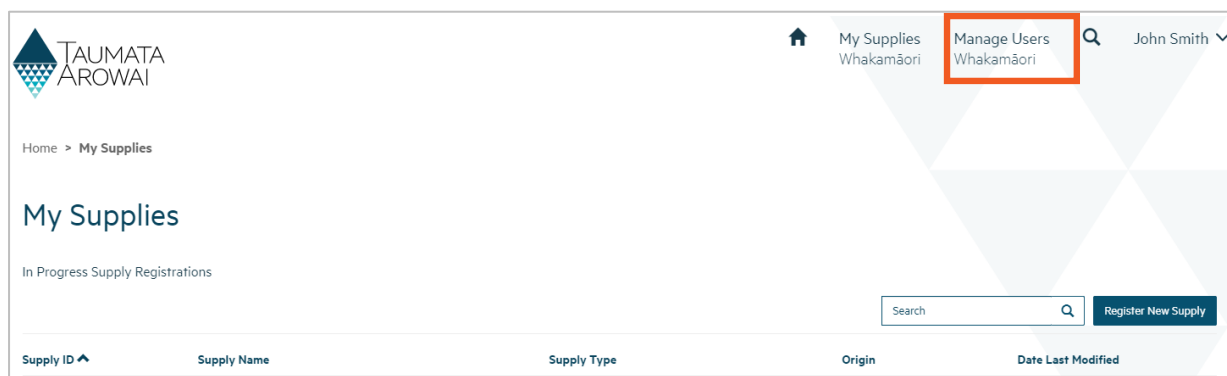 TAUMATA
AROWAI
My Supplies
Whakamāori
Manage Users
Whakamāori
John Smith
Home > My Supplies
My Supplies
In Progress Supply Registrations
Search
Register New Supply
Supply ID Supply Name Supply Type Origin Date Last Modified